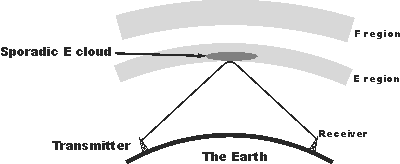 F region
Sporadic E cloud
E region
Receiver
Transmitter
The Earth